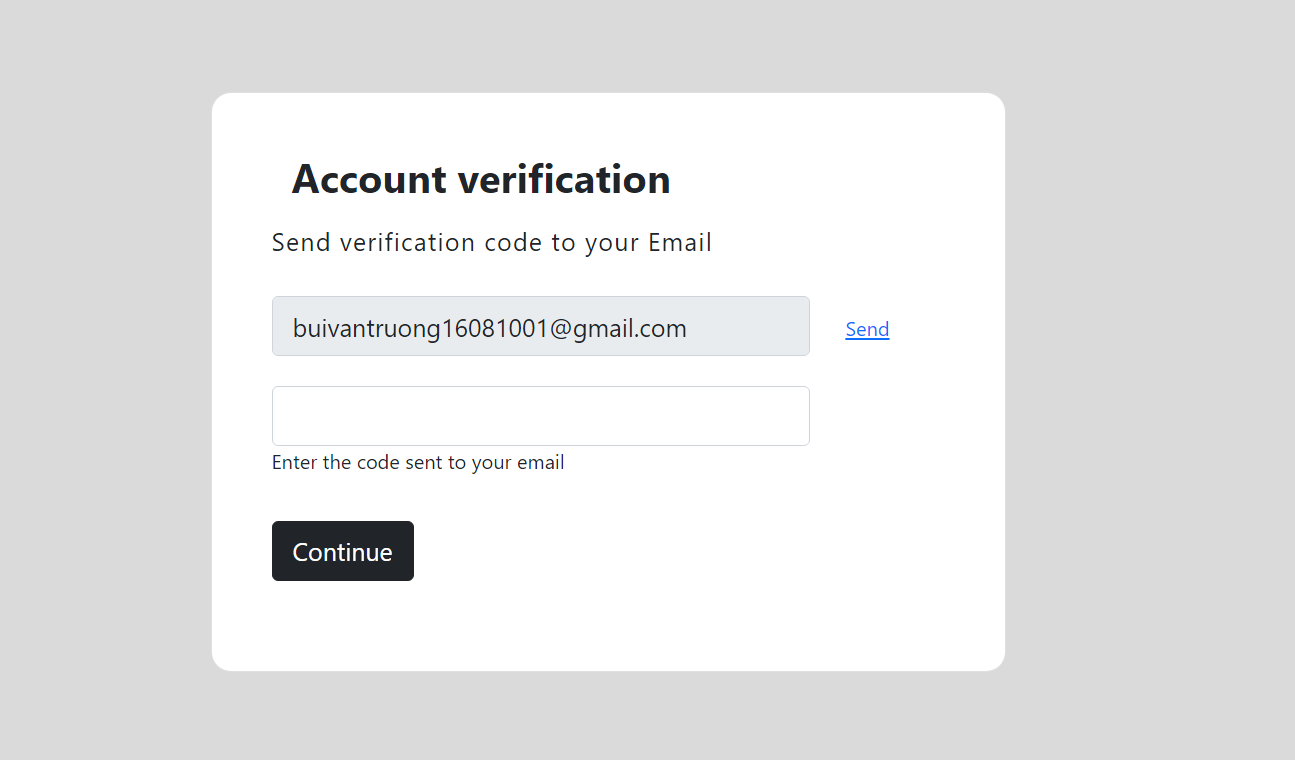 Account verification
Send verification code to your Email
buivantruong16081001@gmail.com Send
Enter the code sent to your email
Continue